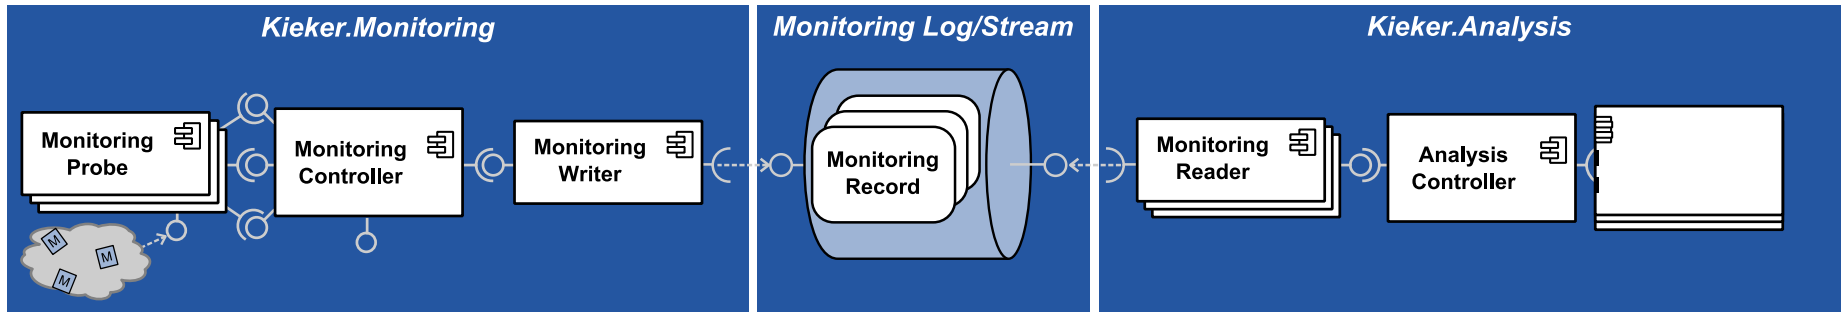 Kieker.Monitoring
Monitoring
Probe
M
M
M
Monitoring
Controller
Monitoring
Writer
Monitoring Log/Stream
Monitoring
Record
Kieker.Analysis
Monitoring
Reader
Analysis
Controller